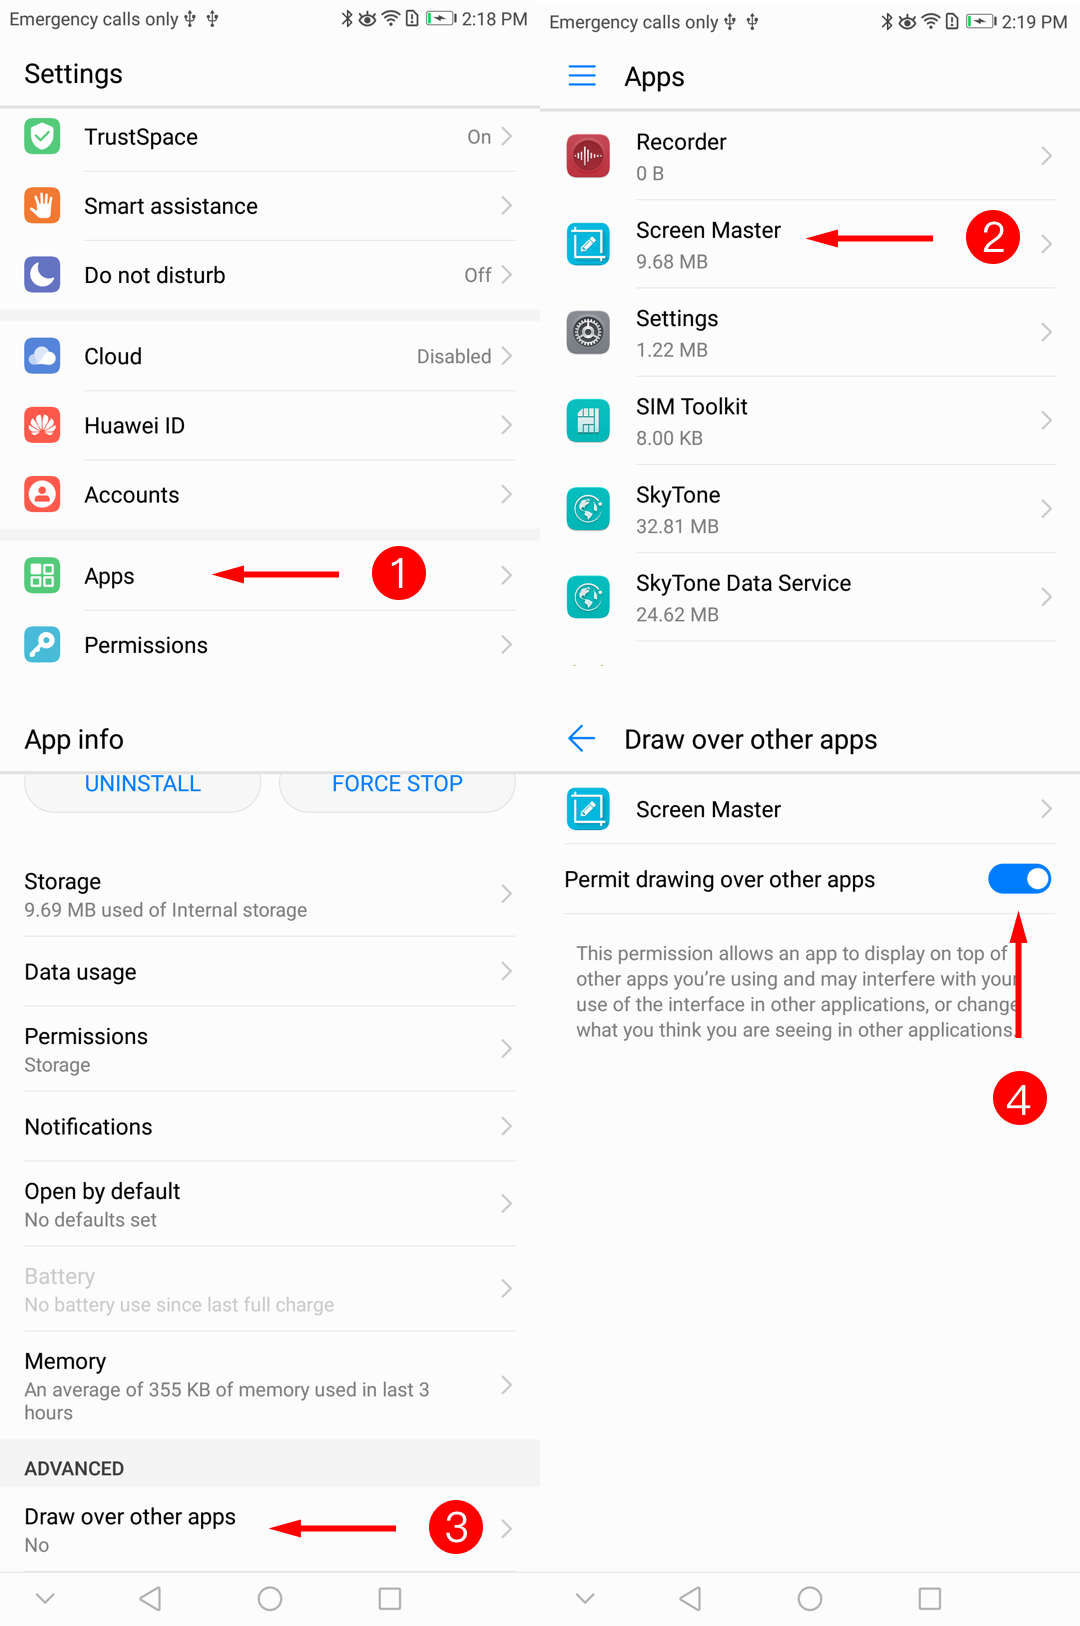 Emergency calls only
2:18 PM
Settings
TrustSpace
On
Smart assistance
Do not disturb
Off
Cloud
Disabled
Huawei ID
Accounts
Apps
1
Permissions
Emergency calls only
2:19 PM
Apps
Recorder
0 B
Screen Master
9.68 MB
2
Settings
1.22 MB
SIM Toolkit
8.00 KB
SkyTone
32.81 MB
SkyTone Data Service
24.62 MB
App info
UNINSTALL
FORCE STOP
Storage
9.69 MB used of Internal storage
Data usage
Permissions
Storage
Notifications
Open by default
No defaults set
Battery
No battery use since last full charge
Memory
An average of 355 KB of memory used in last 3
hours
ADVANCED
Draw over other apps
No
3
Draw over other apps
Screen Master
Permit drawing over other apps
This permission allows an app to display on top of
other apps you’re using and may interfere with your
use of the interface in other applications, or change
what you think you are seeing in other applications.
4